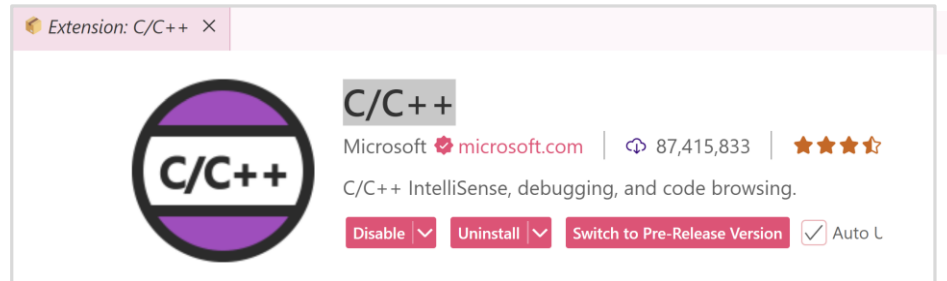 Extension: C/C++
C/C++
C/C++
Microsoft microsoft.com 87,415,833
C/C++ IntelliSense, debugging, and code browsing.
Disable Uninstall Switch to Pre-Release Version Auto U